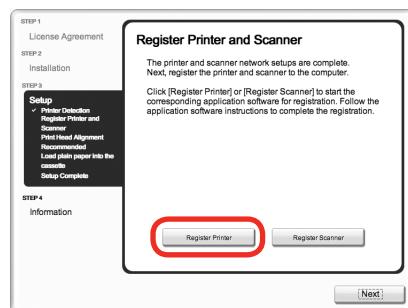 STEP 1
License Agreement
STEP 2
Installation
STEP 3
Setup
✓ Printer Detection
Register Printer and
Scanner
Print Head Alignment
Recommended
Load plain paper into the
cassette
Setup Complete
STEP 4
Information
Register Printer and Scanner
The printer and scanner network setups are complete.
Next, register the printer and scanner to the computer.
Click [Register Printer] or [Register Scanner] to start the
corresponding application software for registration. Follow the
application software instructions to complete the registration.
Register Printer
Register Scanner
Next